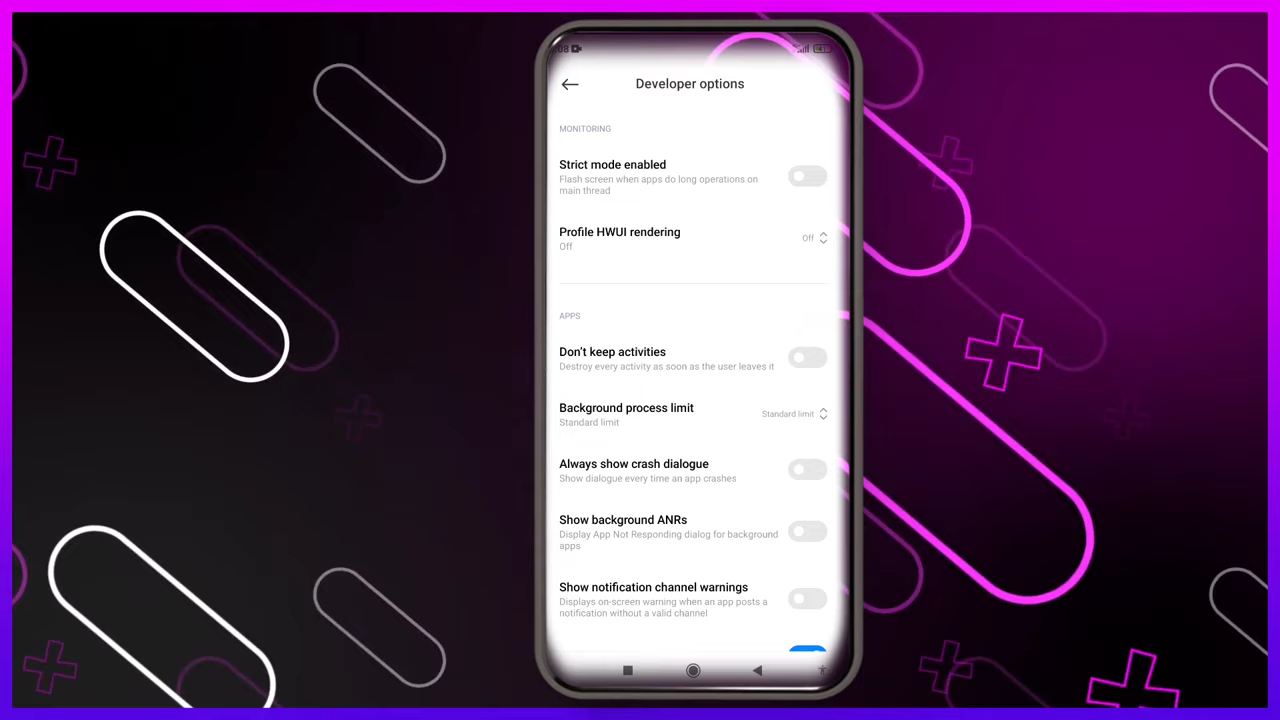 :08
Developer options
MONITORING
Strict mode enabled
Flash screen when apps do long operations on
main thread
Profile HWUI rendering
Off
Off
APPS
Don't keep activities
Destroy every activity as soon as the user leaves it
Background process limit
Standard limit
Standard limit
Always show crash dialogue
Show dialogue every time an app crashes
Show background ANRs
Display App Not Responding dialog for background
apps
Show notification channel warnings
Displays on-screen warning when an app posts a
notification without a valid channel